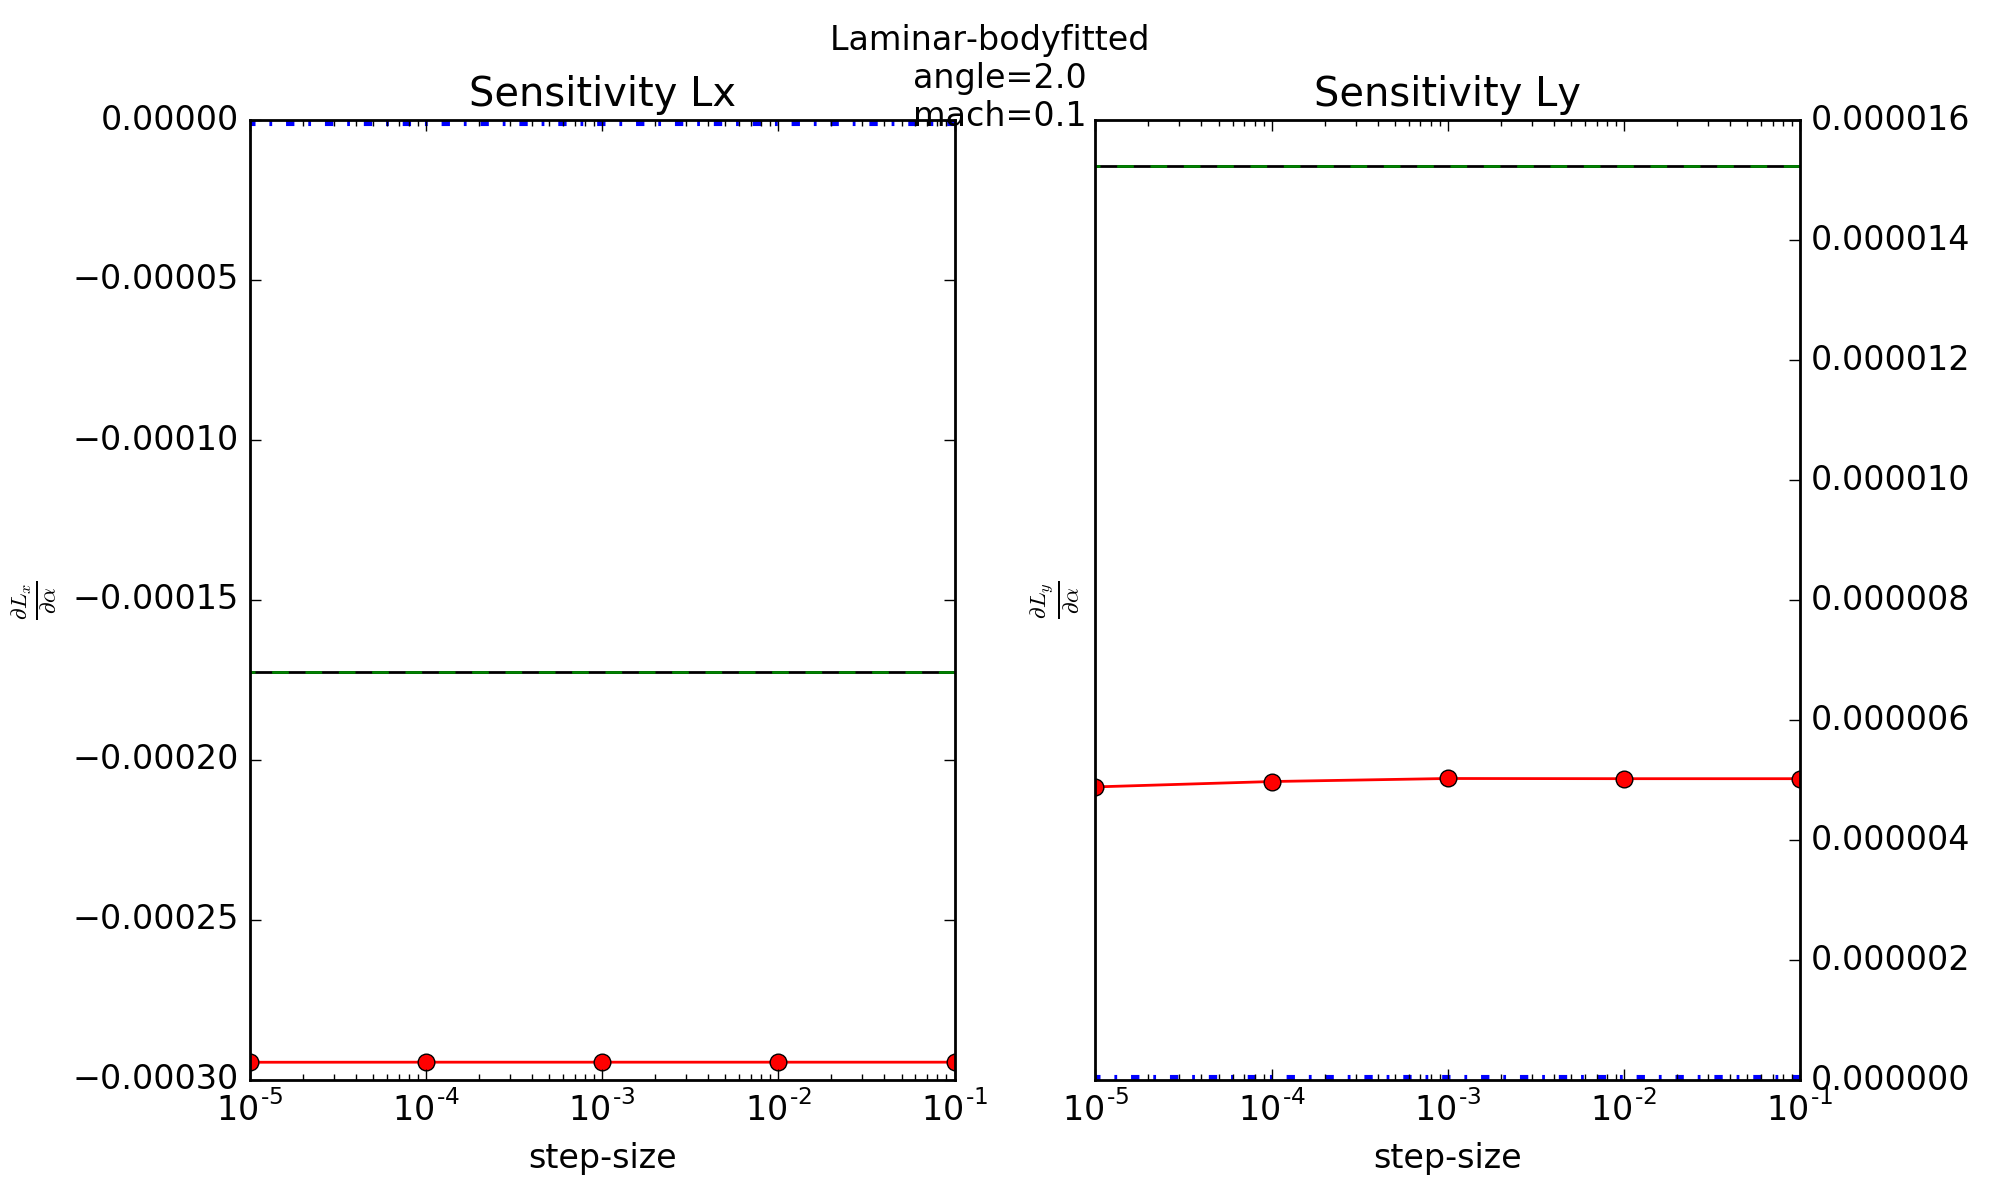 Laminar-bodyfitted
angle=2.0
mach=0.1
Sensitivity Lx
0.00000
−0.00005
−0.00010
−0.00015
−0.00020
−0.00025
−0.00030
∂Lₓ/∂α
10⁻⁵ 10⁻⁴ 10⁻³ 10⁻² 10⁻¹
step-size
Sensitivity Ly
∂L_y/∂α
0.000016
0.000014
0.000012
0.000010
0.000008
0.000006
0.000004
0.000002
0.000000
10⁻⁵ 10⁻⁴ 10⁻³ 10⁻² 10⁻¹
step-size